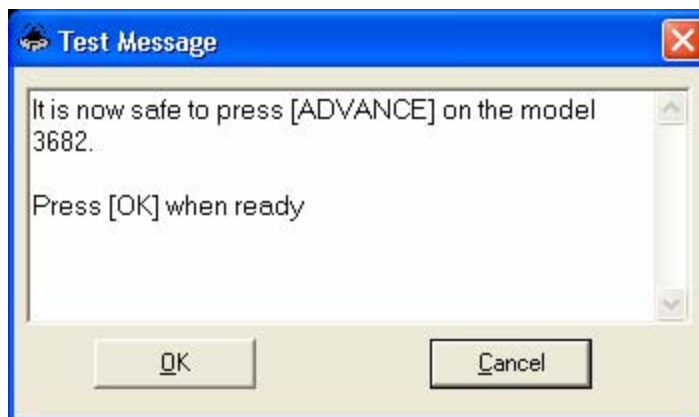 Test Message
It is now safe to press [ADVANCE] on the model
3682.
Press [OK] when ready
OK
Cancel